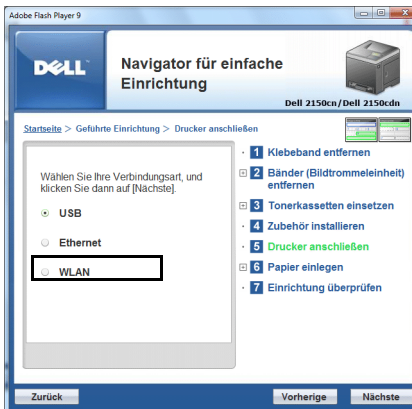 Adobe Flash Player 9
DELL
Navigator für einfache
Einrichtung
Dell 2150cn/Dell 2150cdn
Startseite > Geführte Einrichtung > Drucker anschließen
Wählen Sie Ihre Verbindungsart, und
klicken Sie dann auf [Nächste].
USB
Ethernet
WLAN
1 Klebeband entfernen
2 Bänder (Bildtrommeleinheit)
entfernen
3 Tonerkassetten einsetzen
4 Zubehör installieren
5 Drucker anschließen
6 Papier einlegen
7 Einrichtung überprüfen
Zurück
Vorherige
Nächste